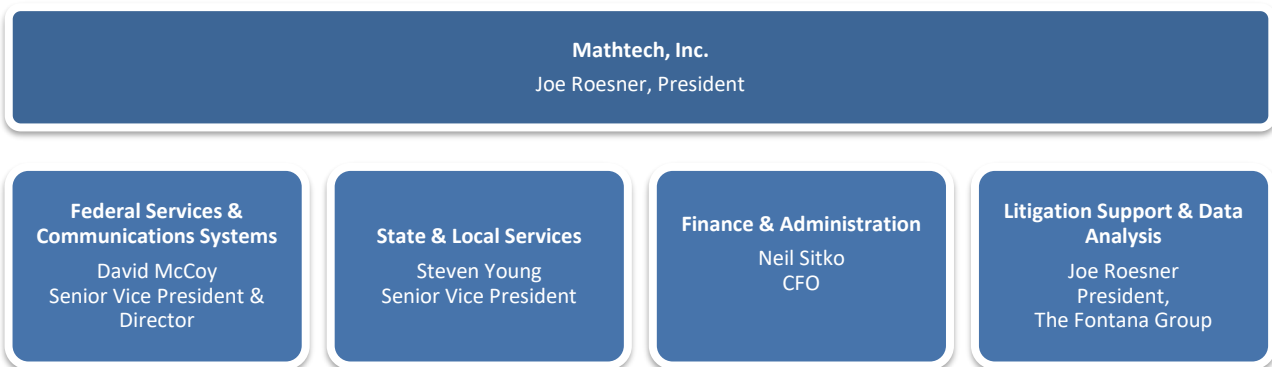 Mathtech, Inc.
Joe Roesner, President
Federal Services &
Communications Systems
David McCoy
Senior Vice President &
Director
State & Local Services
Steven Young
Senior Vice President
Finance & Administration
Neil Sitko
CFO
Litigation Support & Data
Analysis
Joe Roesner
President,
The Fontana Group